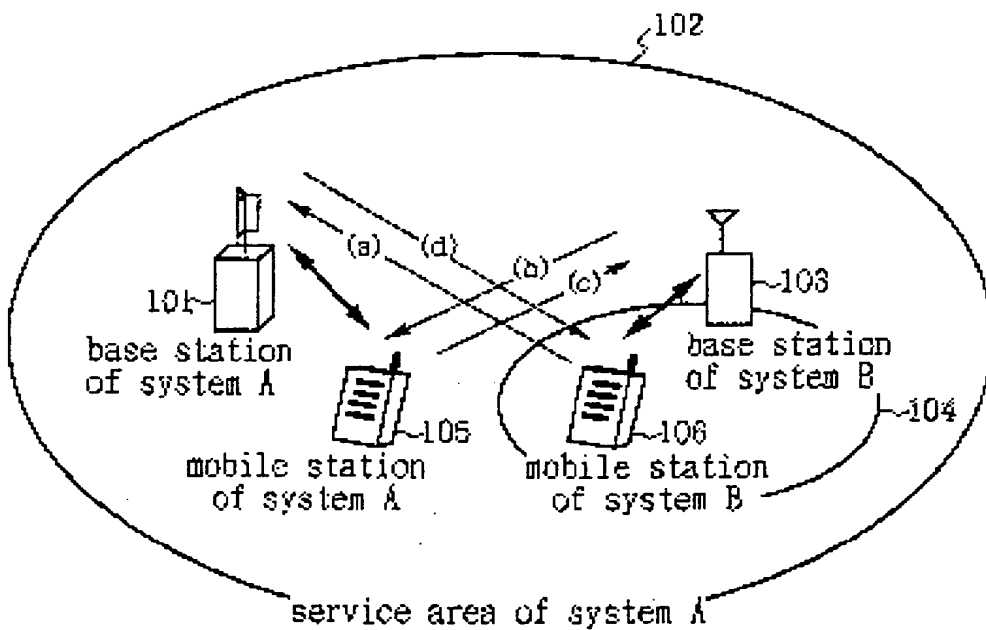 102
(a)
(d)
(b)
(c)
101
103
base station
of system A
base station
of system B
104
105
106
mobile station
of system A
mobile station
of system B
service area of system A